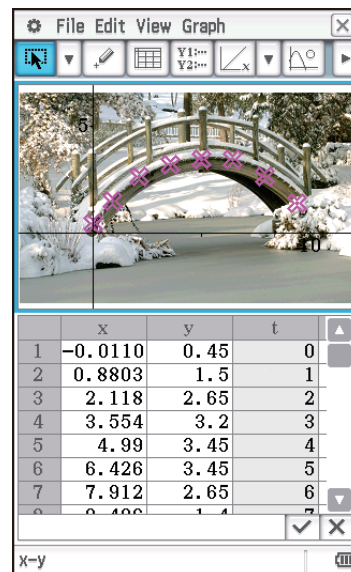 File Edit View Graph
Y1:…
Y2:…
x
5
10
x y t
1 -0.0110 0.45 0
2 0.8803 1.5 1
3 2.118 2.65 2
4 3.554 3.2 3
5 4.99 3.45 4
6 6.426 3.45 5
7 7.912 2.65 6
x-y